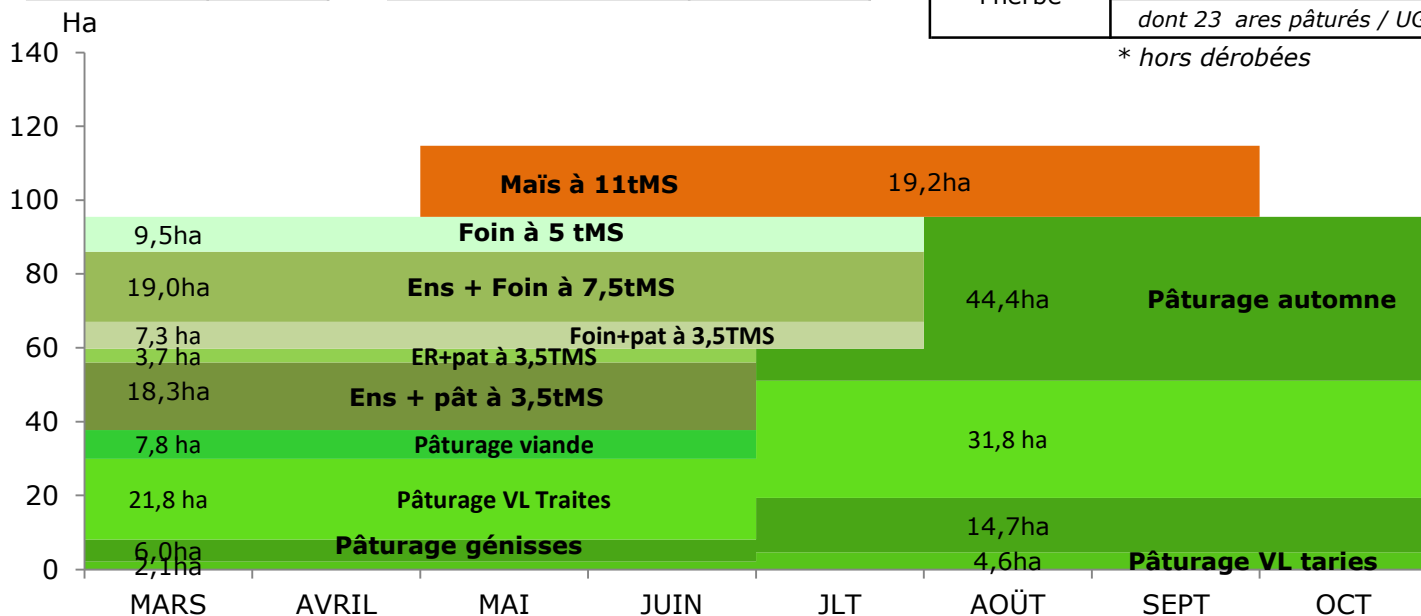 dont 23 ares pâturés / UG
* hors dérobées
Ha
140
120
100
80
60
40
20
0
Maïs à 11tMS
19,2ha
9,5ha
Foin à 5 tMS
19,0ha
Ens + Foin à 7,5tMS
44,4ha
Pâturage automne
7,3 ha
Foin+pat à 3,5TMS
3,7 ha
ER+pat à 3,5TMS
18,3ha
Ens + pât à 3,5tMS
7,8 ha
Pâturage viande
31,8 ha
21,8 ha
Pâturage VL Traites
14,7ha
6,0ha
Pâturage génisses
2,1ha
4,6ha
Pâturage VL taries
MARS
AVRIL
MAI
JUIN
JLT
AOÜT
SEPT
OCT